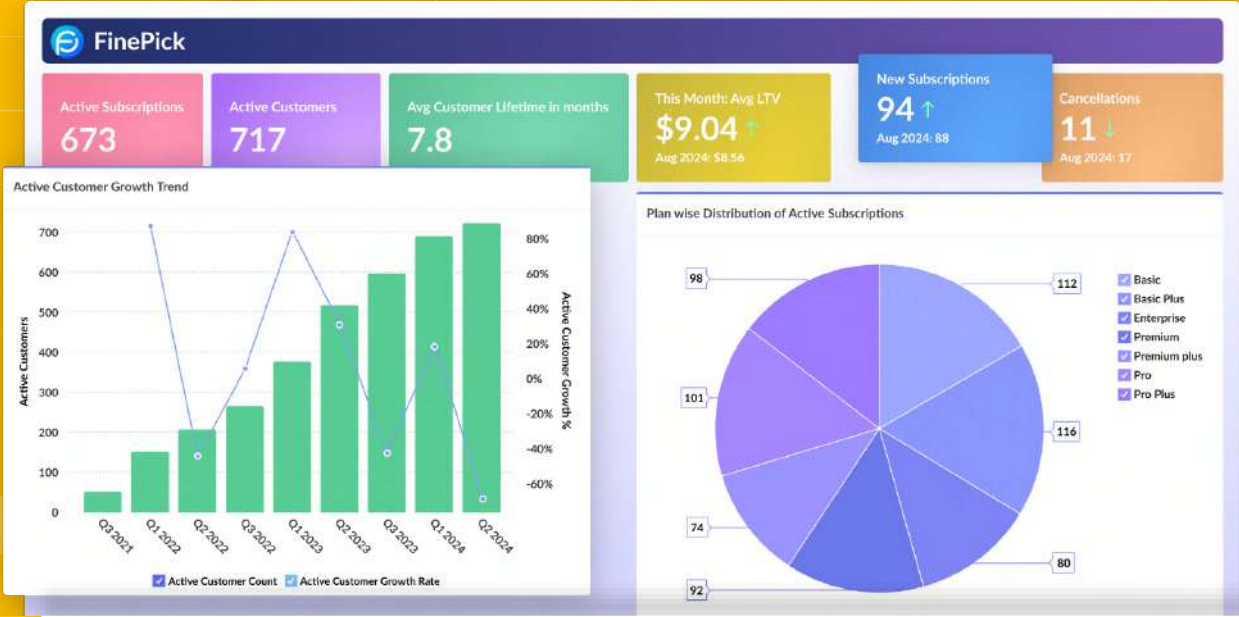 FinePick
Active Subscriptions
673
Active Customers
717
Avg Customer Lifetime in months
7.8
This Month: Avg LTV
$9.04 ↑
Aug 2024: $8.56
New Subscriptions
94 ↑
Aug 2024: 88
Cancellations
11 ↓
Aug 2024: 17
Active Customer Growth Trend
Active Customers
700
600
500
400
300
200
100
0
80%
60%
40%
20%
0%
-20%
-40%
-60%
Active Customer Growth %
Q3 2021
Q1 2022
Q2 2022
Q3 2022
Q1 2023
Q2 2023
Q3 2023
Q1 2024
Q2 2024
Active Customer Count
Active Customer Growth Rate
Plan wise Distribution of Active Subscriptions
98
112
101
116
74
80
92
Basic
Basic Plus
Enterprise
Premium
Premium plus
Pro
Pro Plus